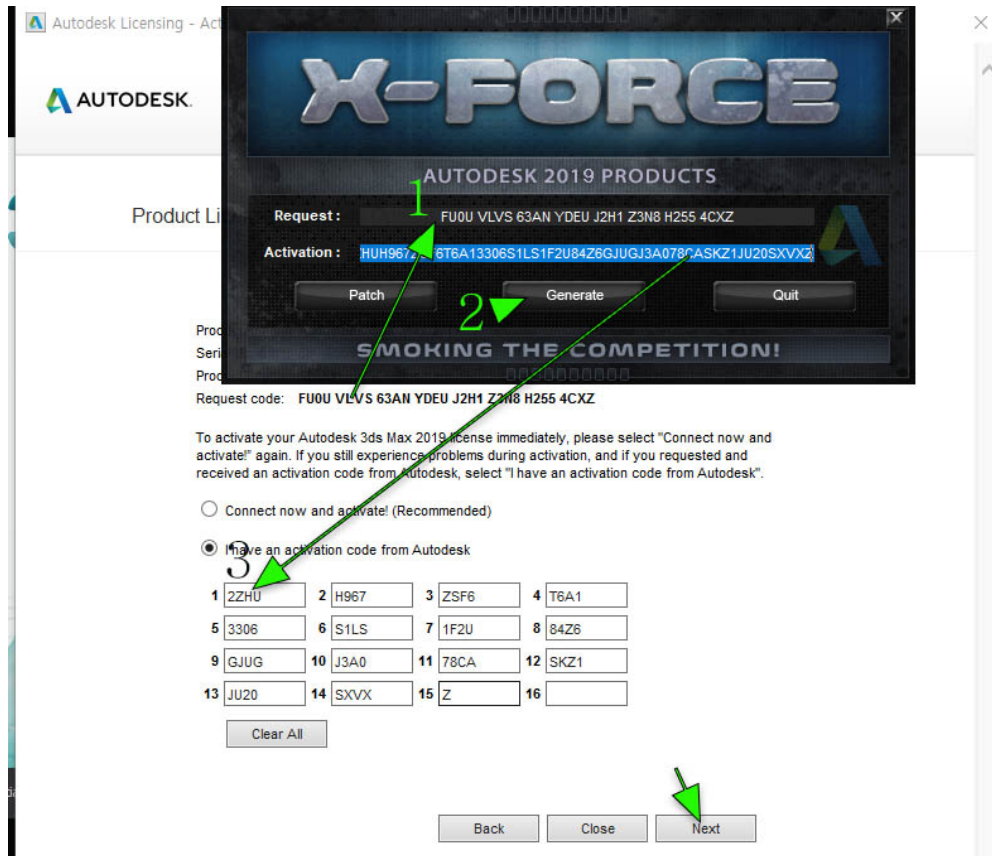 Autodesk Licensing -
X-FORCE
AUTODESK.
AUTODESK 2019 PRODUCTS
1
Product
Request : FU0U VLVS 63AN YDEU J2H1 Z3N8 H255 4CXZ
Activation :
Patch 2 Generate Quit
SMOKING THE COMPETITION!
Request code: FU0U VLVS 63AN YDEU J2H1 Z3N8 H255 4CXZ
To activate your Autodesk 3ds Max 2019 license immediately, please select "Connect now and
activate!" again. If you still experience problems during activation, and if you requested and
received an activation code from Autodesk, select "I have an activation code from Autodesk".
Connect now and activate! (Recommended)
I have an activation code from Autodesk
3
1 2ZHU 2 H967 3 ZSF6 4 T6A1
5 3306 6 S1LS 7 1F2U 8 84Z6
9 GJUG 10 J3A0 11 78CA 12 SKZ1
13 JU20 14 SXVX 15 Z 16
Clear All
Back Close Next